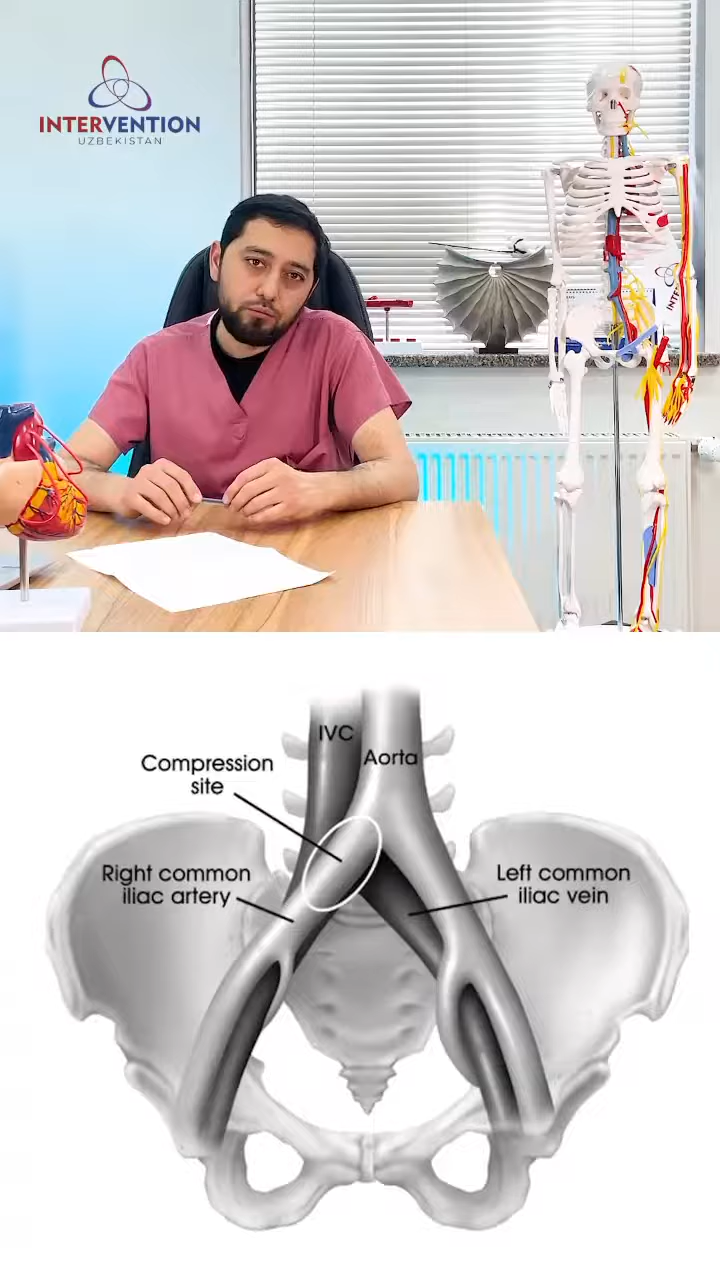 INTERVENTION
UZBEKISTAN
IVC
Aorta
Compression
site
Right common
iliac artery
Left common
iliac vein